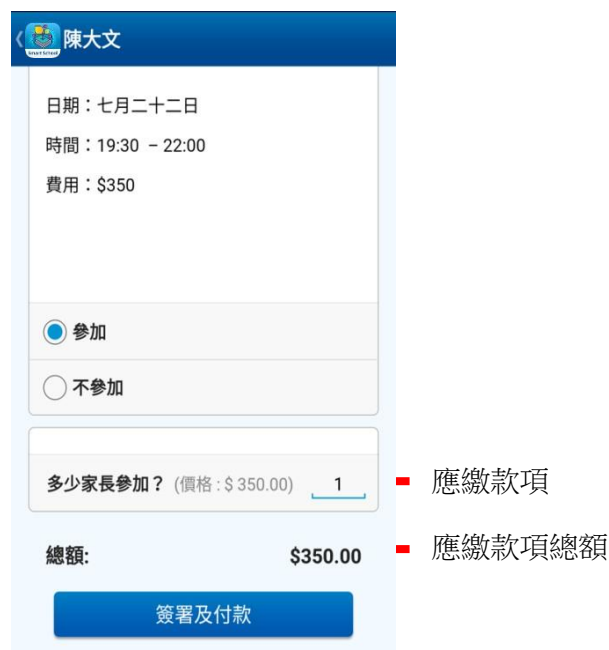 陳大文
Smart School
日期：七月二十二日
時間：19:30 – 22:00
費用：$350
參加
不參加
多少家長參加？ (價格 : $ 350.00) 1
應繳款項
總額: $350.00
應繳款項總額
簽署及付款